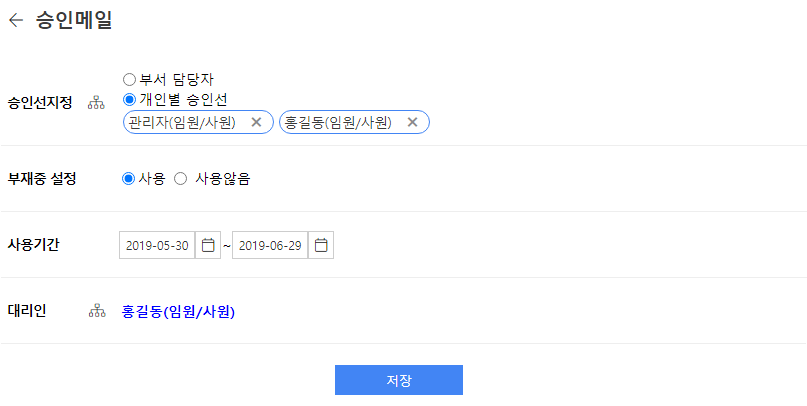 승인메일
승인선지정
부서 담당자
개인별 승인선
관리자(임원/사원) 홍길동(임원/사원)
부재중 설정 사용 사용않음
사용기간 2019-05-30 ~ 2019-06-29
대리인 홍길동(임원/사원)
저장